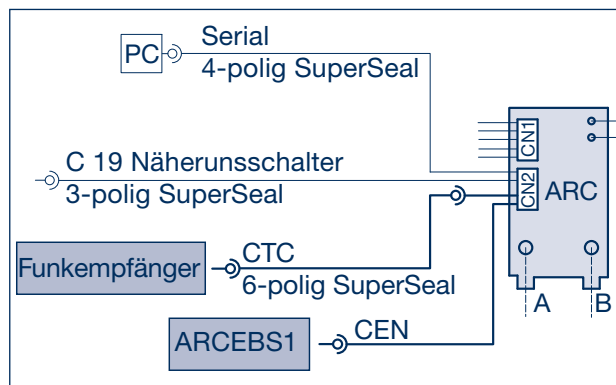 Serial
PC
4-polig SuperSeal
CN1
C 19 Näherunsschalter
CN2
ARC
3-polig SuperSeal
CTC
Funkempfänger
6-polig SuperSeal
A
B
CEN
ARCEBS1